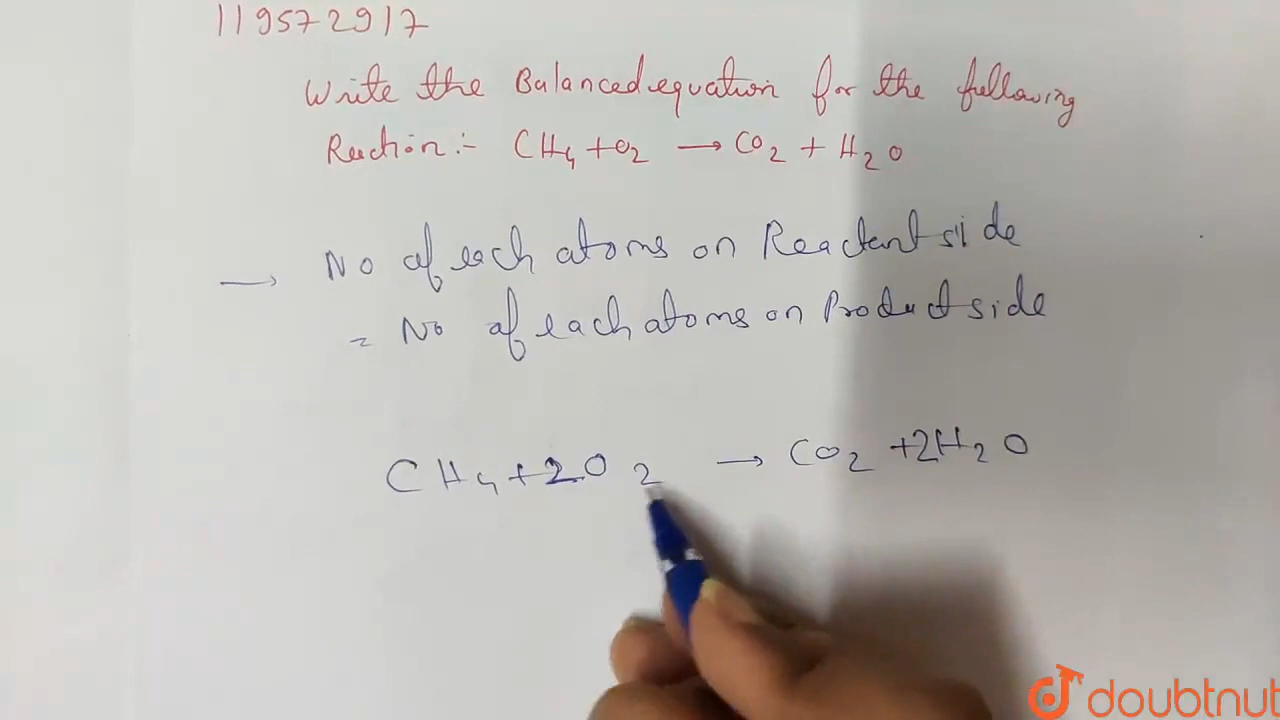 119572917
Write the Balanced equation for the following
Rection:- CH4+O2 → CO2 + H2O
→ No of each atoms on Reactant side
= No of each atoms on Product side
CH4+2O2 → CO2 +2H2O
doubtnut